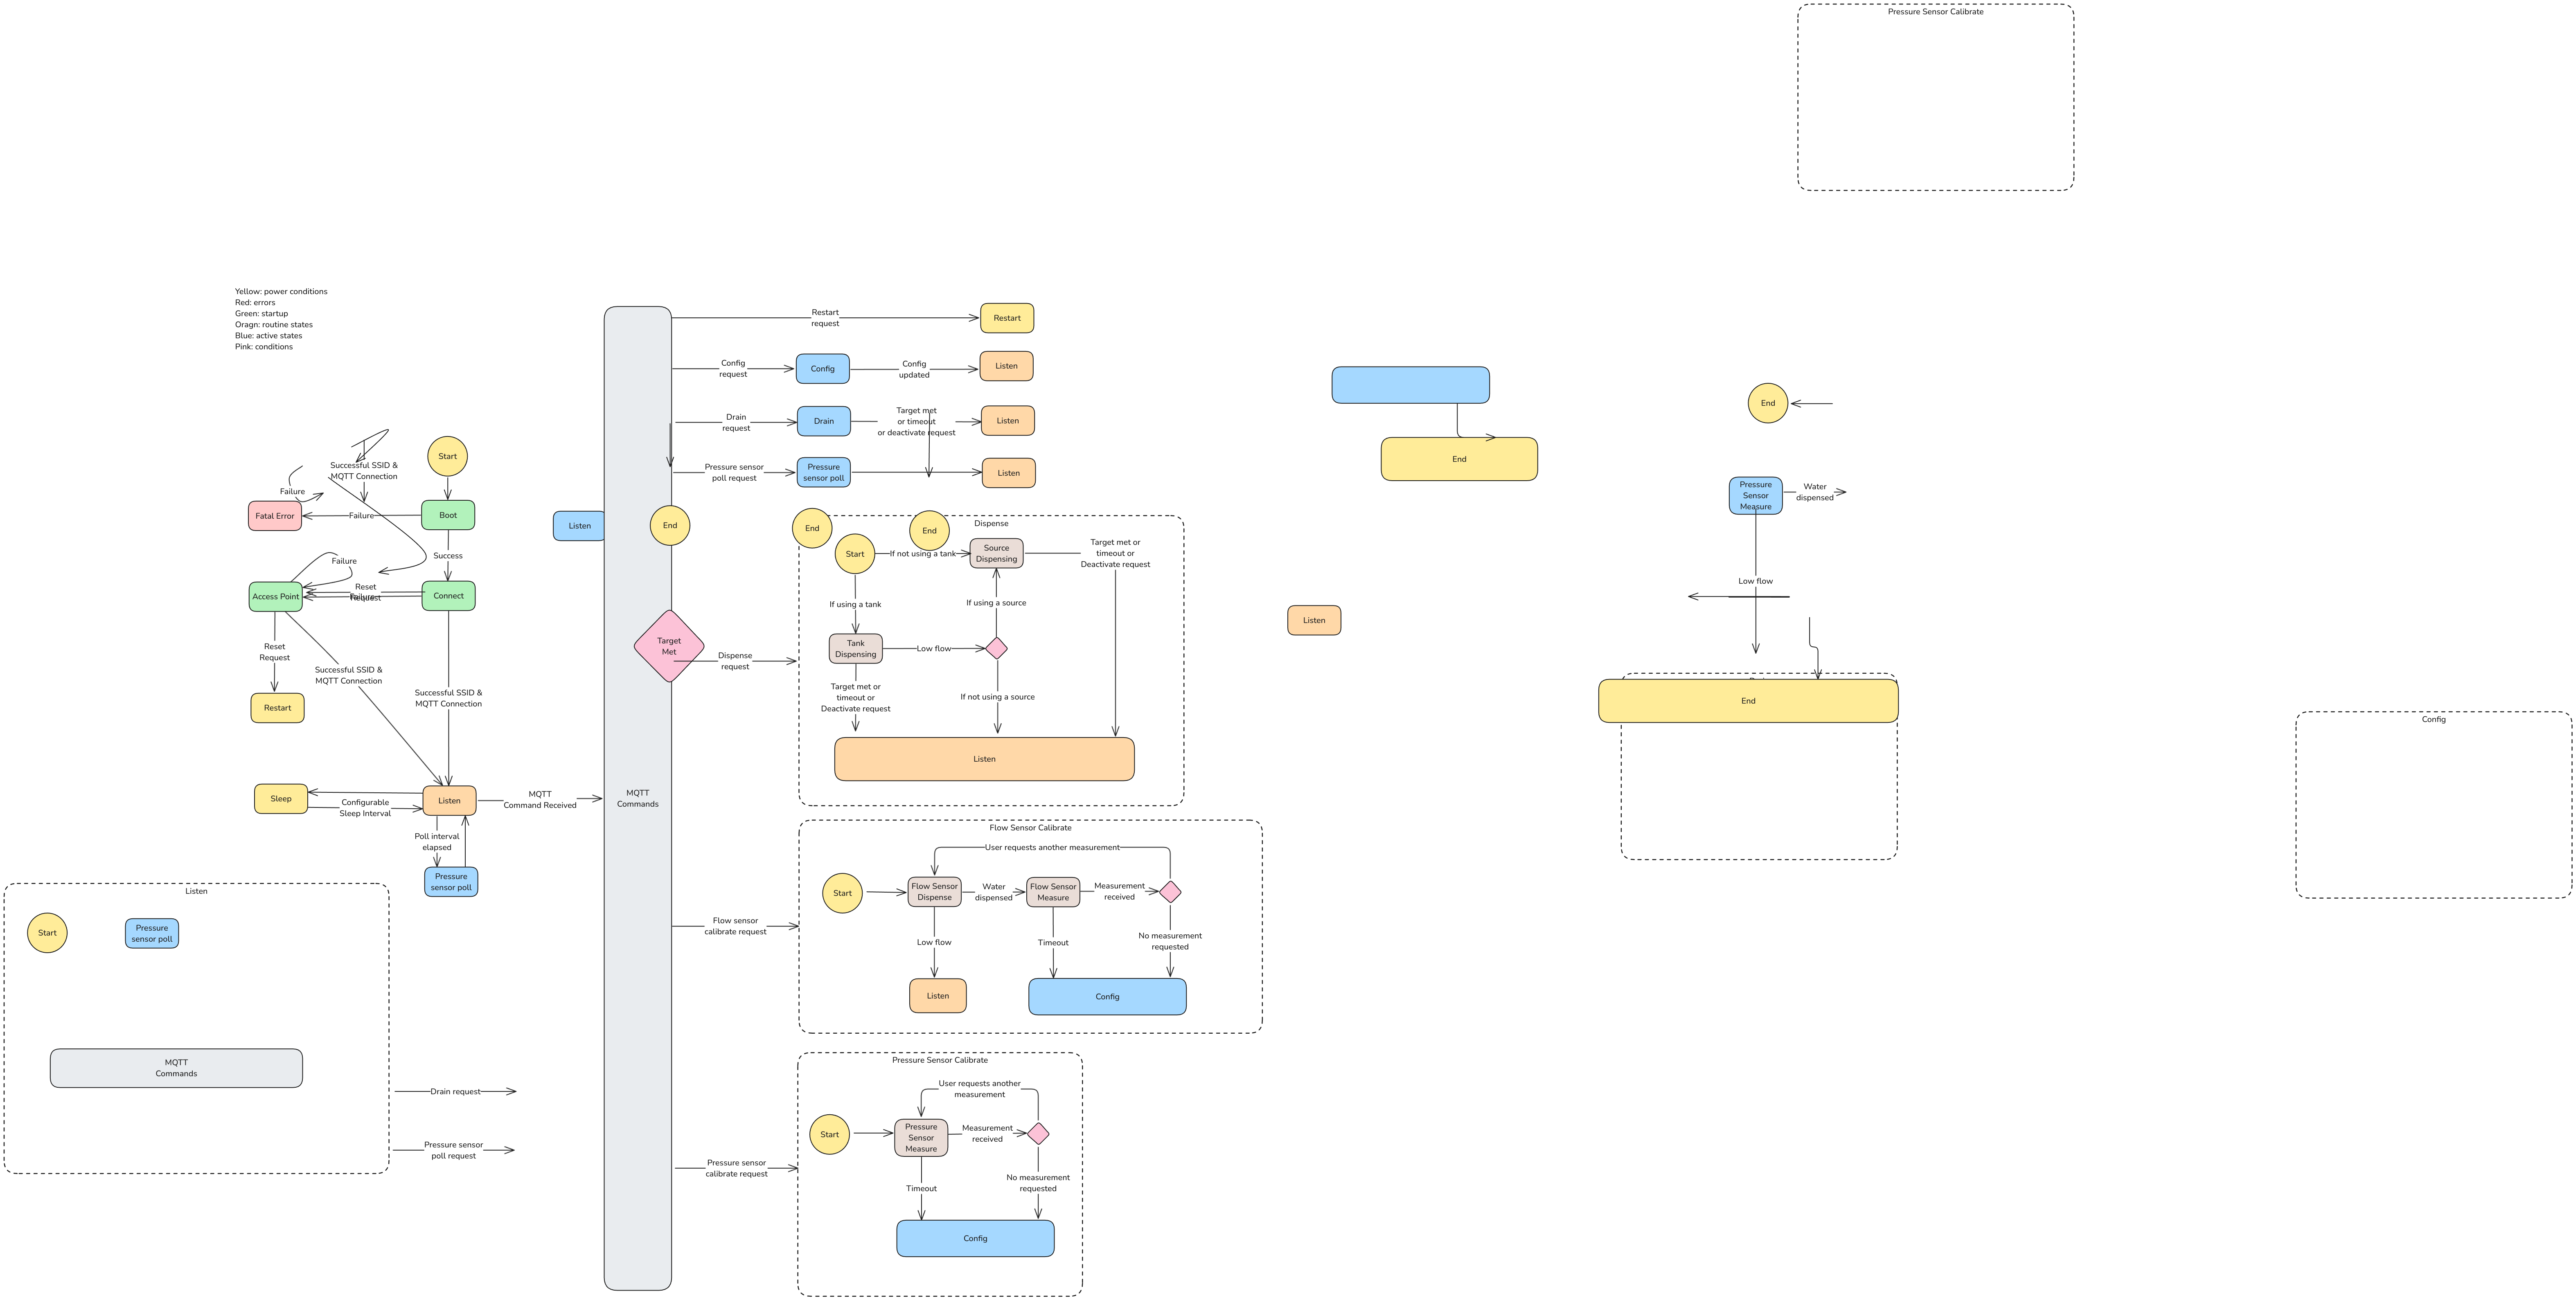 Pressure Sensor Calibrate
Yellow: power conditions
Red: errors
Green: startup
Oragn: routine states
Blue: active states
Pink: conditions
Restart
request
Restart
Config
request
Config
Config
updated
Listen
Drain
request
Drain
Target met
or timeout
or deactivate request
Listen
Pressure sensor
poll request
Pressure
sensor poll
Listen
Start
Successful SSID &
MQTT Connection
Failure
Fatal Error
Failure
Boot
Success
Failure
Access Point
Reset
Request
Failure
Connect
Reset
Request
Successful SSID &
MQTT Connection
Successful SSID &
MQTT Connection
Restart
Sleep
Configurable
Sleep Interval
Listen
MQTT
Command Received
Poll interval
elapsed
Pressure
sensor poll
Listen
End
Target
Met
MQTT
Commands
Dispense
request
End
End
Dispense
Start
If not using a tank
Source
Dispensing
Target met or
timeout or
Deactivate request
If using a tank
If using a source
Tank
Dispensing
Low flow
Target met or
timeout or
Deactivate request
If not using a source
Listen
Flow sensor
calibrate request
Flow Sensor Calibrate
User requests another measurement
Start
Flow Sensor
Dispense
Water
dispensed
Flow Sensor
Measure
Measurement
received
Low flow
Timeout
No measurement
requested
Listen
Config
Pressure sensor
calibrate request
Pressure Sensor Calibrate
User requests another
measurement
Start
Pressure
Sensor
Measure
Measurement
received
Timeout
No measurement
requested
Config
Listen
Start
Pressure
sensor poll
MQTT
Commands
Drain request
Pressure sensor
poll request
End
Listen
End
Pressure
Sensor
Measure
Water
dispensed
Low flow
End
Config